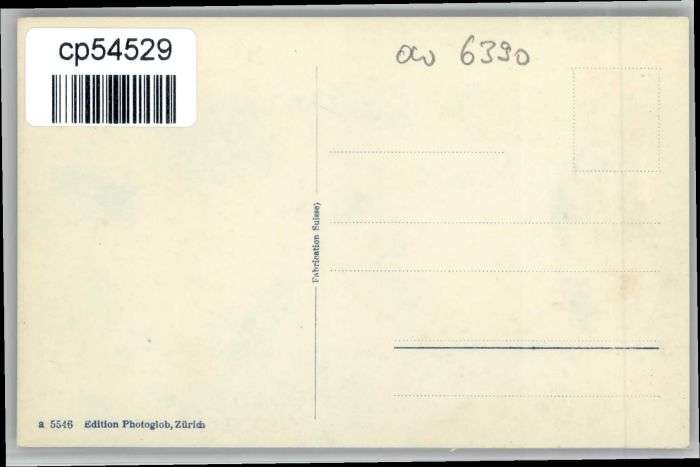 cp54529
ow 6390
Fabrication Suisse)
a 5546 Edition Photoglob, Zürich